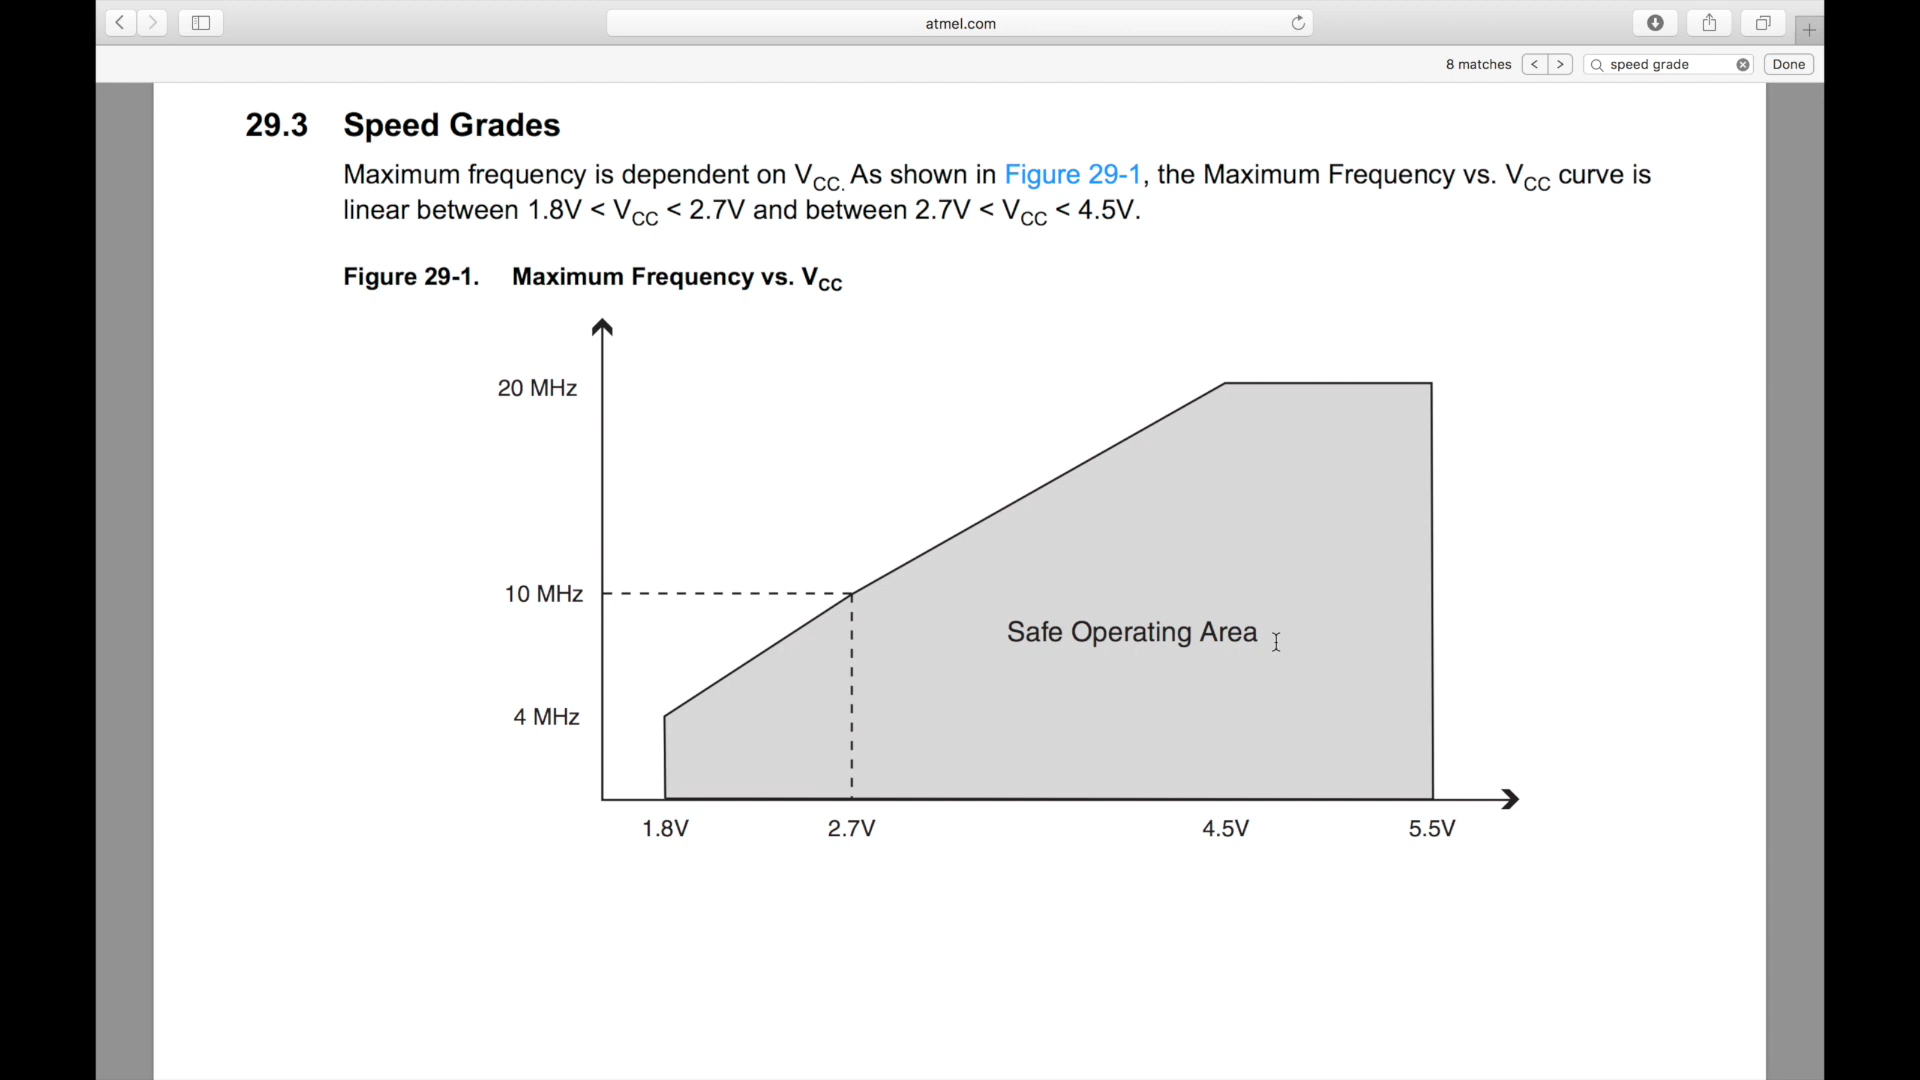 atmel.com
8 matches
speed grade
Done
29.3 Speed Grades
Maximum frequency is dependent on VCC. As shown in Figure 29-1, the Maximum Frequency vs. VCC curve is
linear between 1.8V < VCC < 2.7V and between 2.7V < VCC < 4.5V.
Figure 29-1. Maximum Frequency vs. VCC
20 MHz
10 MHz
Safe Operating Area
4 MHz
1.8V 2.7V 4.5V 5.5V